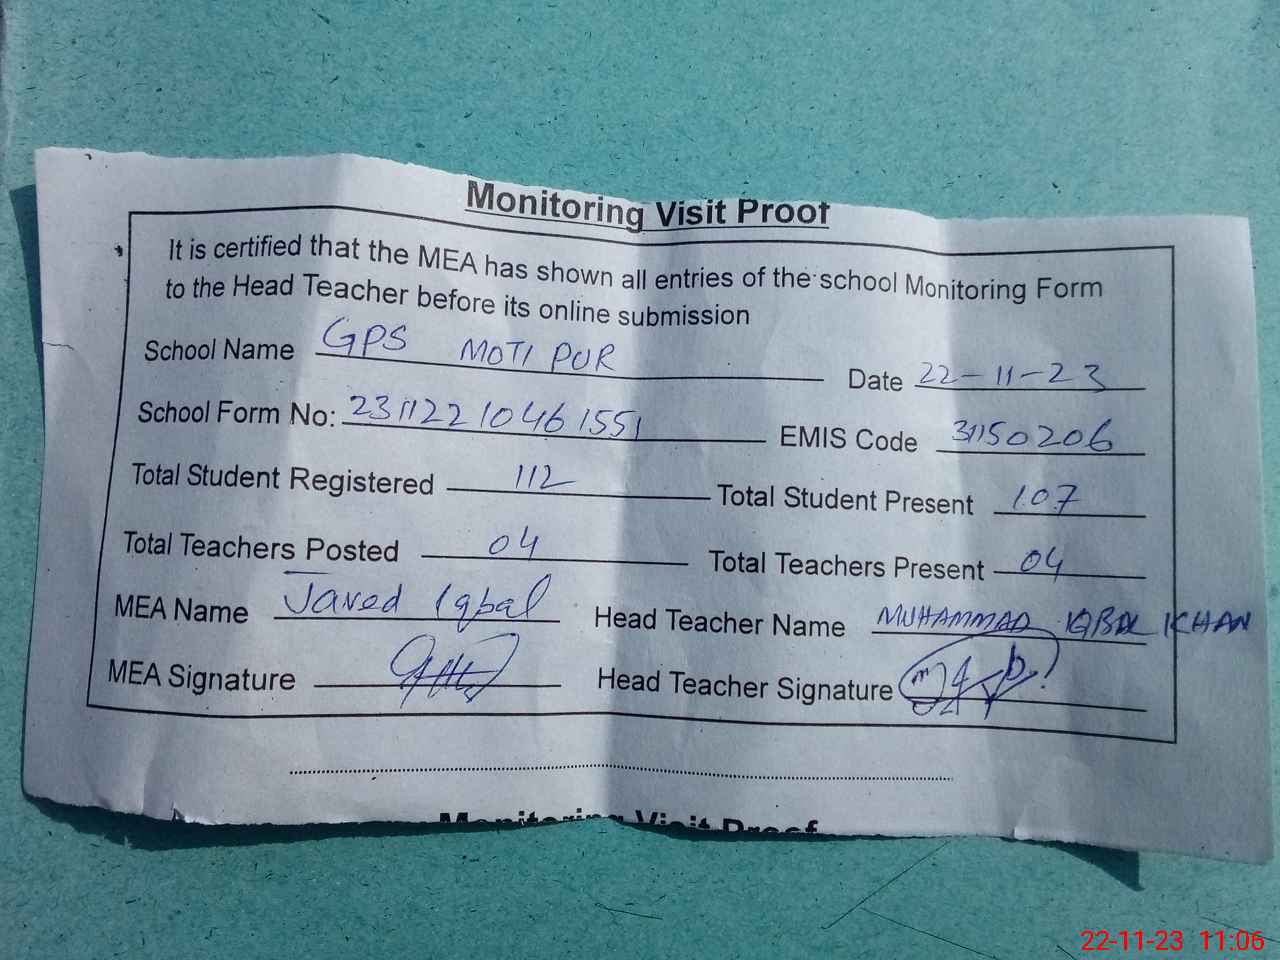 Monitoring Visit Proof
It is certified that the MEA has shown all entries of the school Monitoring Form
to the Head Teacher before its online submission
School Name GPS MOTI PUR Date 22-11-23
School Form No: 23112210461551 EMIS Code 31150206
Total Student Registered 112 Total Student Present 107
Total Teachers Posted 04 Total Teachers Present 04
MEA Name Javed Iqbal Head Teacher Name MUHAMMAD IQBAL KHAN
MEA Signature Head Teacher Signature
Monitoring Visit Proof
22-11-23 11:06